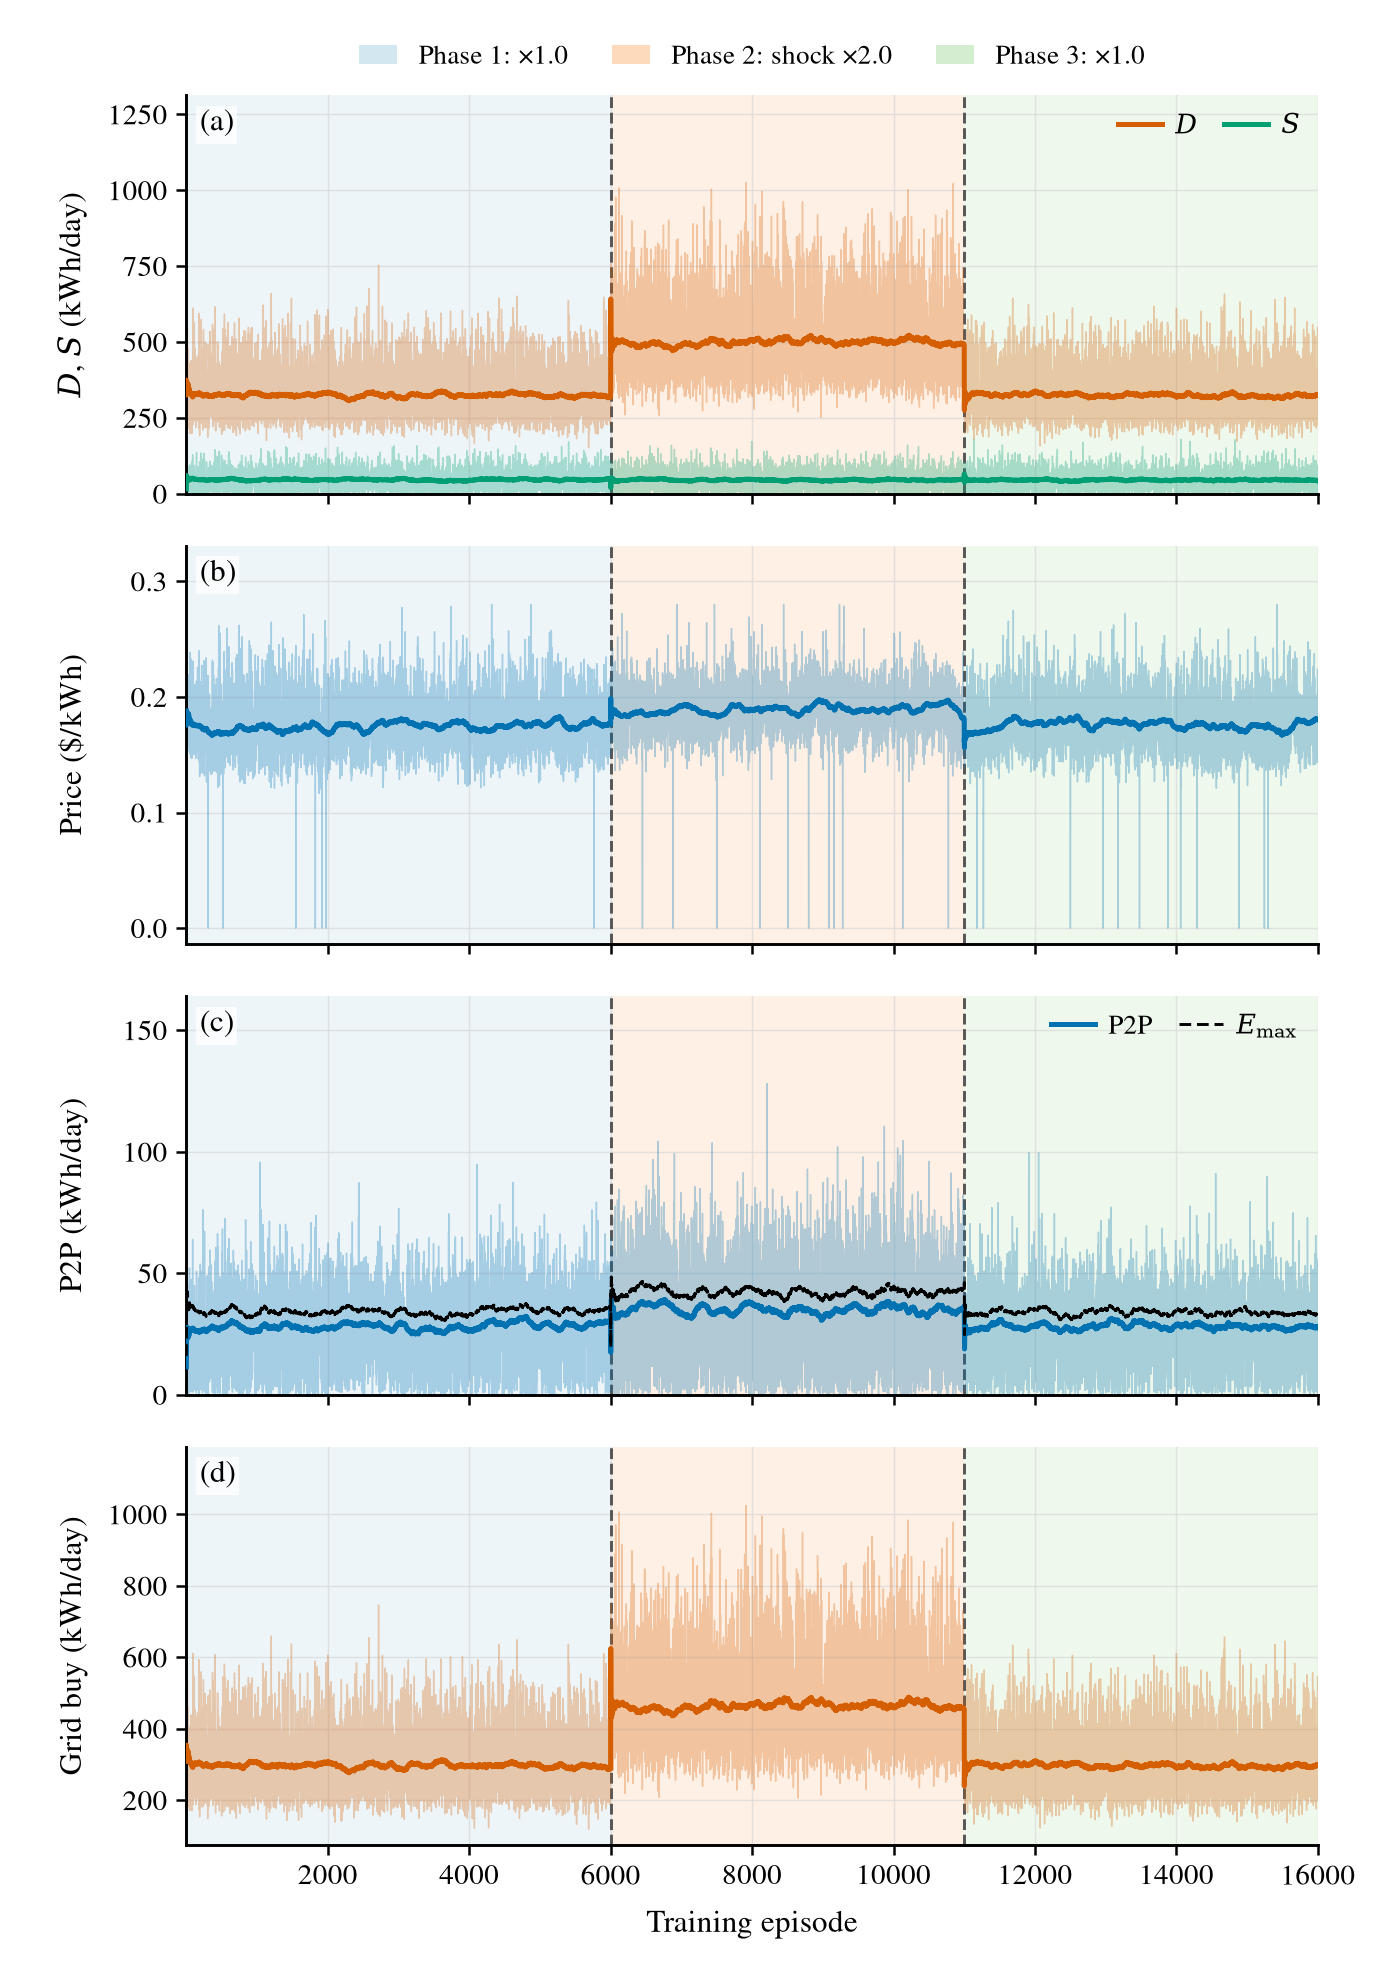 Phase 1: ×1.0 Phase 2: shock ×2.0 Phase 3: ×1.0
(a)
D S
1250
1000
750
500
250
0
D, S (kWh/day)
(b)
0.3
0.2
0.1
0.0
Price ($/kWh)
(c)
P2P E_max
150
100
50
0
P2P (kWh/day)
(d)
1000
800
600
400
200
Grid buy (kWh/day)
2000 4000 6000 8000 10000 12000 14000 16000
Training episode